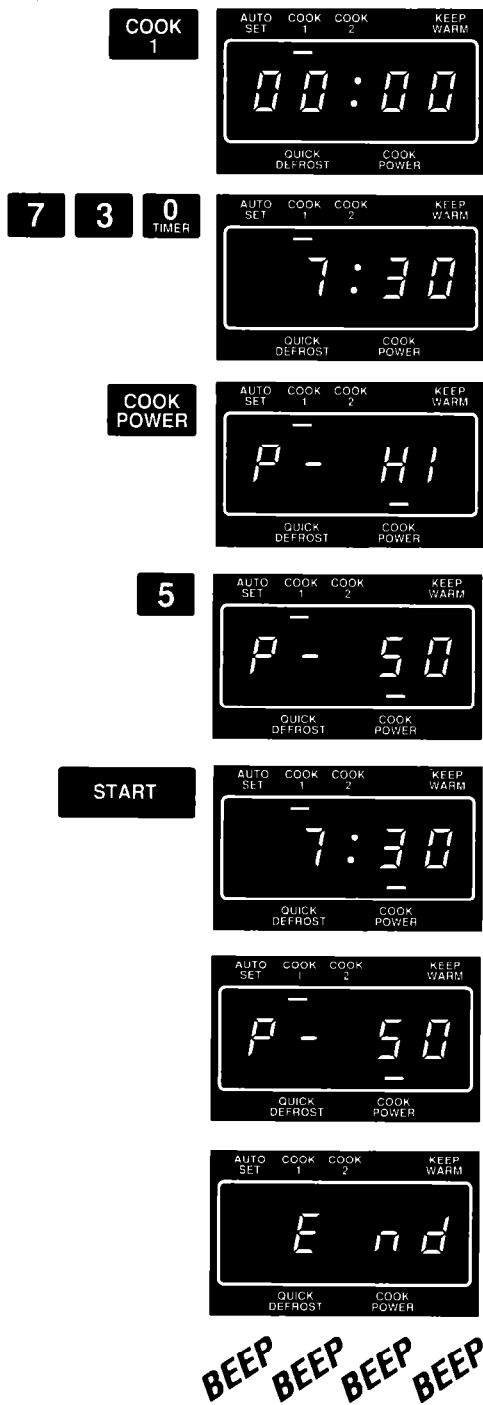 COOK
1
AUTO SET COOK 1 COOK 2 KEEP WARM
00:00
QUICK DEFROST COOK POWER
7 3 0 TIMER
AUTO SET COOK 1 COOK 2 KEEP WARM
7:30
QUICK DEFROST COOK POWER
COOK
POWER
AUTO SET COOK 1 COOK 2 KEEP WARM
P- HI
QUICK DEFROST COOK POWER
5
AUTO SET COOK 1 COOK 2 KEEP WARM
P- 50
QUICK DEFROST COOK POWER
START
AUTO SET COOK 1 COOK 2 KEEP WARM
7:30
QUICK DEFROST COOK POWER
AUTO SET COOK 1 COOK 2 KEEP WARM
P- 50
QUICK DEFROST COOK POWER
AUTO SET COOK 1 COOK 2 KEEP WARM
E nd
QUICK DEFROST COOK POWER
BEEP BEEP BEEP BEEP